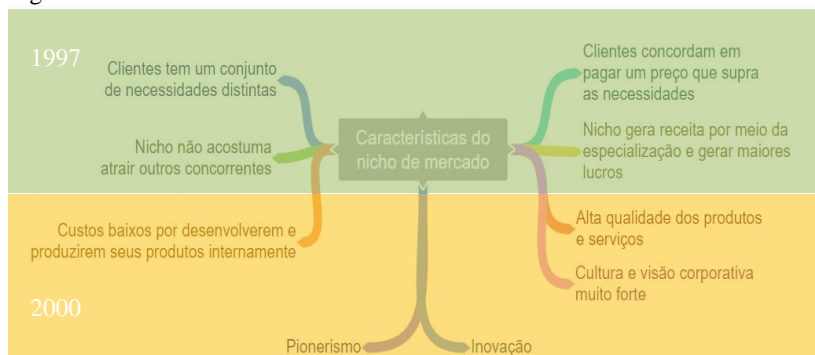 1997
Clientes tem um conjunto
de necessidades distintas
Nicho não acostuma
atrair outros concorrentes
Custos baixos por desenvolverem e
produzirem seus produtos internamente
2000
Características do
nicho de mercado
Clientes concordam em
pagar um preço que supra
as necessidades
Nicho gera receita por meio da
especialização e gerar maiores
lucros
Alta qualidade dos produtos
e serviços
Cultura e visão corporativa
muito forte
Pionerismo
Inovação